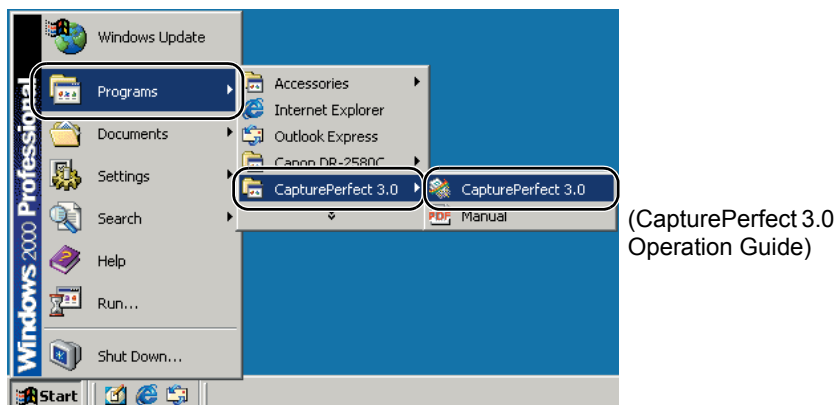 Windows Update
Programs
Documents
Settings
Search
Help
Run...
Shut Down...
Windows 2000 Professional
Start
Accessories
Internet Explorer
Outlook Express
Canon DR-2580C
CapturePerfect 3.0
CapturePerfect 3.0
PDF Manual
(CapturePerfect 3.0
Operation Guide)